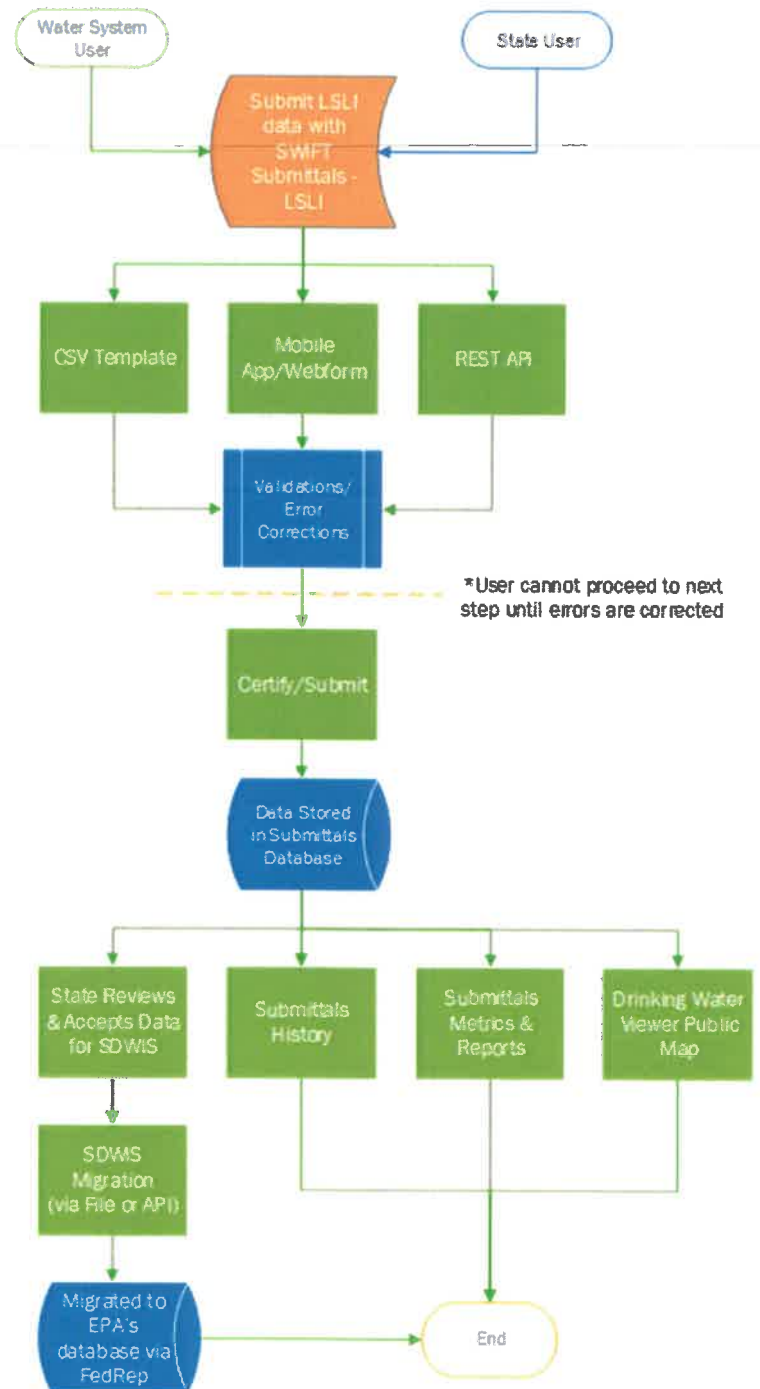 Water System
User
State User
Submit LSLI
data with
SWIFT
Submittals -
LSLI
CSV Template
Mobile
App/Webform
REST API
Validations/
Error
Corrections
*User cannot proceed to next
step until errors are corrected
Certify/Submit
Data Stored
in Submittals
Database
State Reviews
& Accepts Data
for SDWIS
Submittals
History
Submittals
Metrics &
Reports
Drinking Water
Viewer Public
Map
SDWIS
Migration
(via File or API)
Migrated to
EPA's
database via
FedRep
End